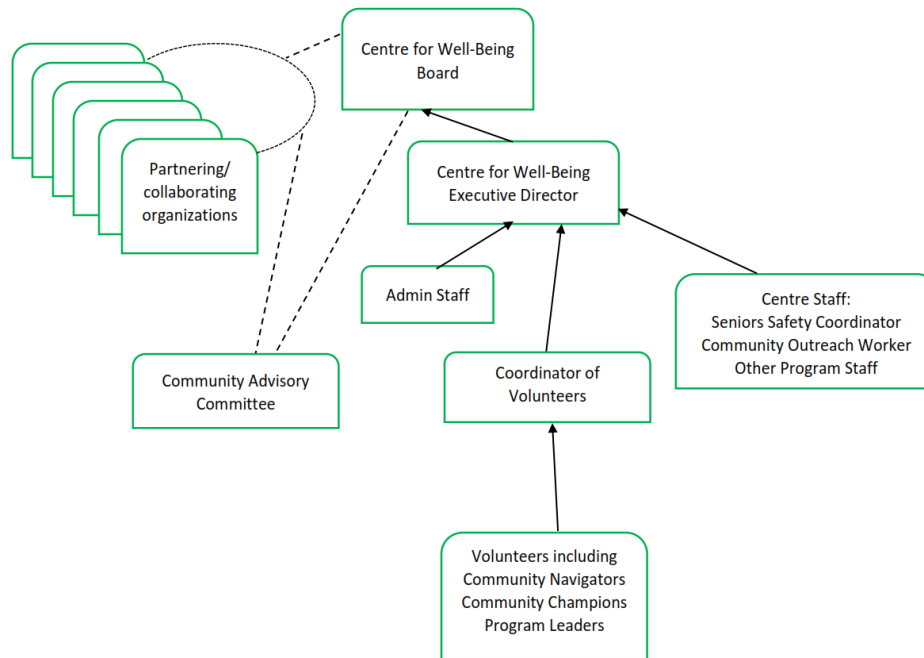 Centre for Well-Being
Board
Partnering/
collaborating
organizations
Centre for Well-Being
Executive Director
Admin Staff
Centre Staff:
Seniors Safety Coordinator
Community Outreach Worker
Other Program Staff
Community Advisory
Committee
Coordinator of
Volunteers
Volunteers including
Community Navigators
Community Champions
Program Leaders